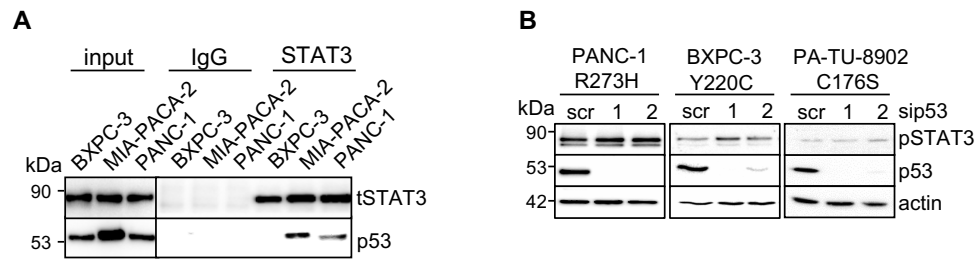 A
input IgG STAT3
BXPC-3 MIA-PACA-2 PANC-1 BXPC-3 MIA-PACA-2 PANC-1 BXPC-3 MIA-PACA-2 PANC-1
kDa
90 tSTAT3
53 p53
B
PANC-1 BXPC-3 PA-TU-8902
R273H Y220C C176S
kDa scr 1 2 scr 1 2 scr 1 2 sip53
90 pSTAT3
53 p53
42 actin